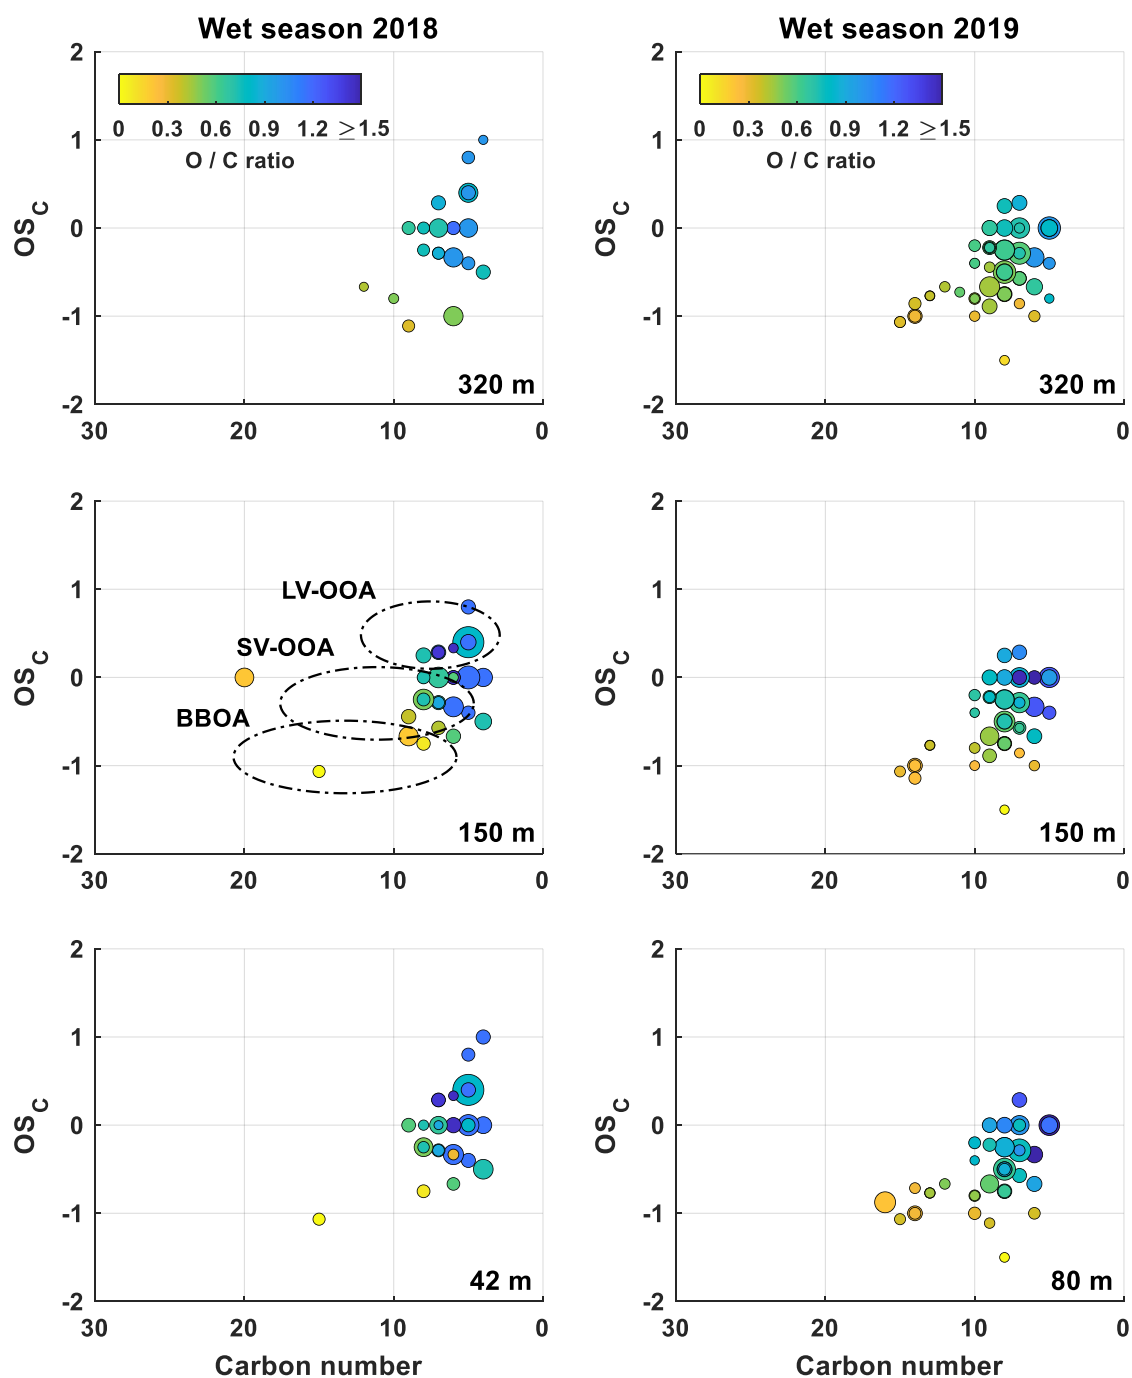 Wet season 2018
2
1
0
-1
-2
OSC
0 0.3 0.6 0.9 1.2 ≥1.5
O / C ratio
320 m
30 20 10 0
Wet season 2019
2
1
0
-1
-2
OSC
0 0.3 0.6 0.9 1.2 ≥1.5
O / C ratio
320 m
30 20 10 0
2
1
0
-1
-2
OSC
LV-OOA
SV-OOA
BBOA
150 m
30 20 10 0
2
1
0
-1
-2
OSC
150 m
30 20 10 0
2
1
0
-1
-2
OSC
42 m
30 20 10 0
Carbon number
2
1
0
-1
-2
OSC
80 m
30 20 10 0
Carbon number